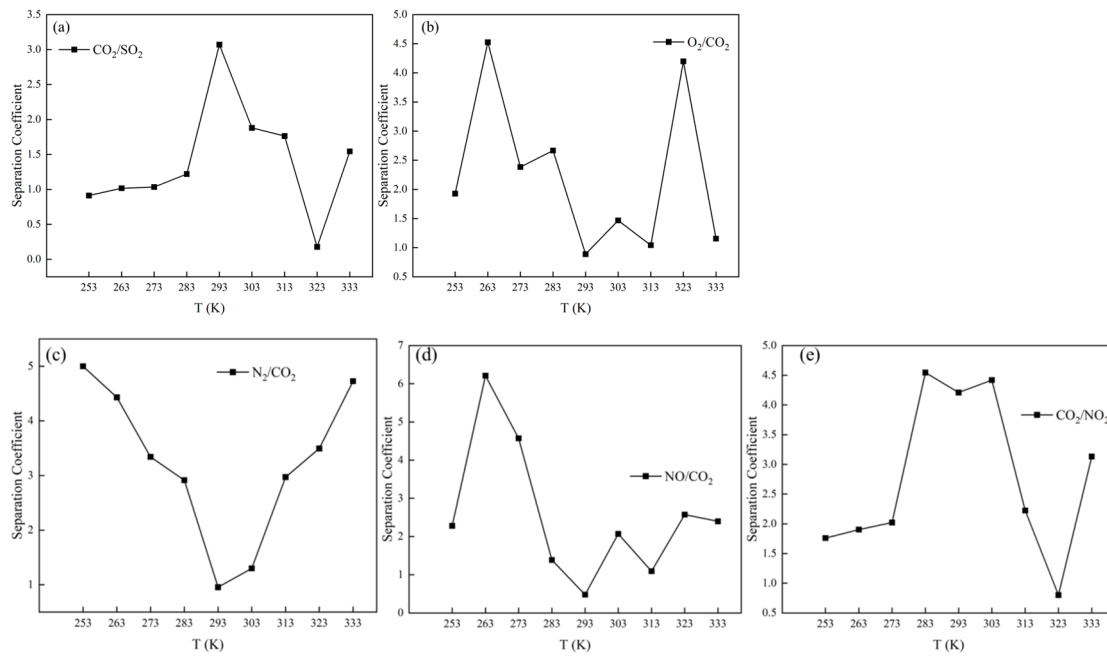 (a)
CO₂/SO₂
Separation Coefficient
3.5
3.0
2.5
2.0
1.5
1.0
0.5
0.0
253 263 273 283 293 303 313 323 333
T (K)
(b)
O₂/CO₂
Separation Coefficient
5.0
4.5
4.0
3.5
3.0
2.5
2.0
1.5
1.0
0.5
253 263 273 283 293 303 313 323 333
T (K)
(c)
N₂/CO₂
Separation Coefficient
5
4
3
2
1
253 263 273 283 293 303 313 323 333
T (K)
(d)
NO/CO₂
Separation Coefficient
7
6
5
4
3
2
1
0
253 263 273 283 293 303 313 323 333
T (K)
(e)
CO₂/NO₂
Separation Coefficient
5.0
4.5
4.0
3.5
3.0
2.5
2.0
1.5
1.0
0.5
253 263 273 283 293 303 313 323 333
T (K)